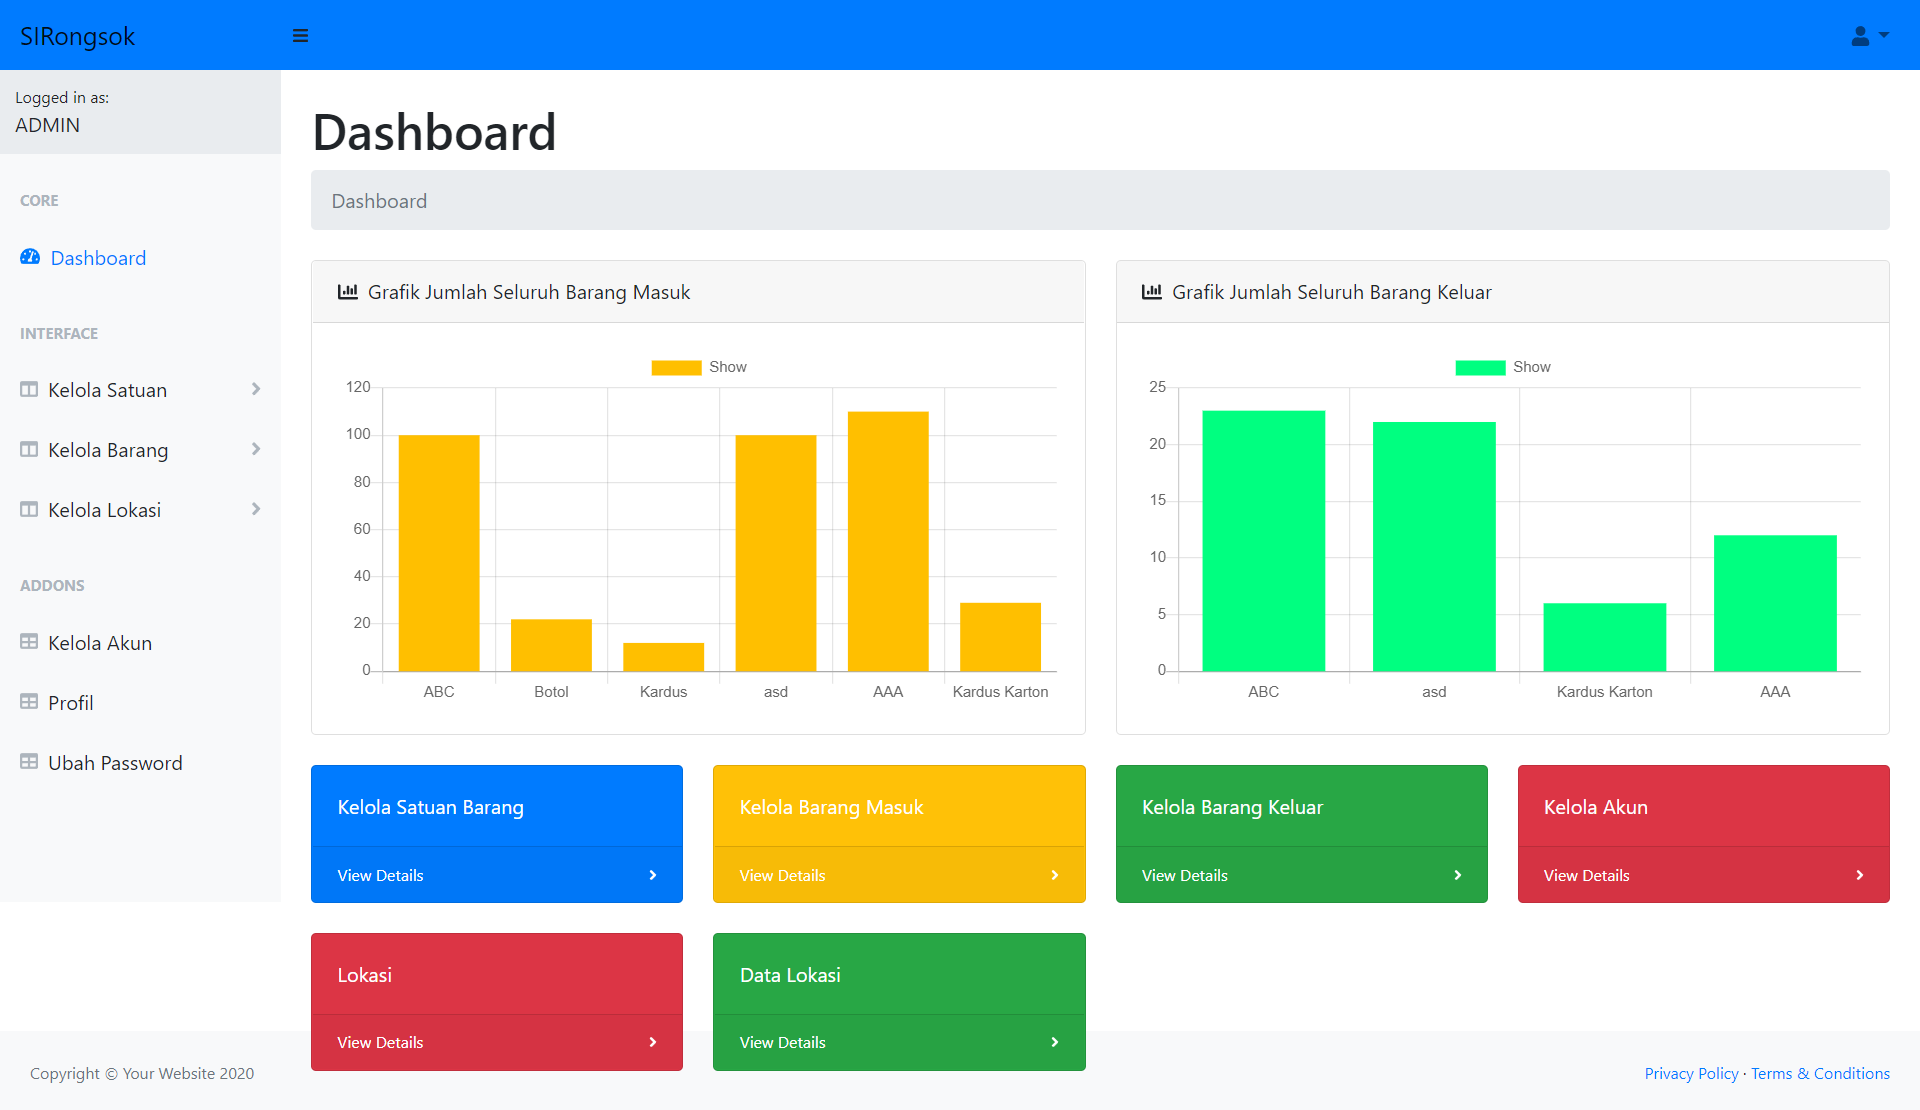 SIRongsok
Logged in as:
ADMIN
CORE
Dashboard
INTERFACE
Kelola Satuan
Kelola Barang
Kelola Lokasi
ADDONS
Kelola Akun
Profil
Ubah Password
Dashboard
Dashboard
Grafik Jumlah Seluruh Barang Masuk
Show
120
100
80
60
40
20
0
ABC Botol Kardus asd AAA Kardus Karton
Grafik Jumlah Seluruh Barang Keluar
Show
25
20
15
10
5
0
ABC asd Kardus Karton AAA
Kelola Satuan Barang
View Details
Kelola Barang Masuk
View Details
Kelola Barang Keluar
View Details
Kelola Akun
View Details
Lokasi
View Details
Data Lokasi
View Details
Copyright © Your Website 2020
Privacy Policy · Terms & Conditions